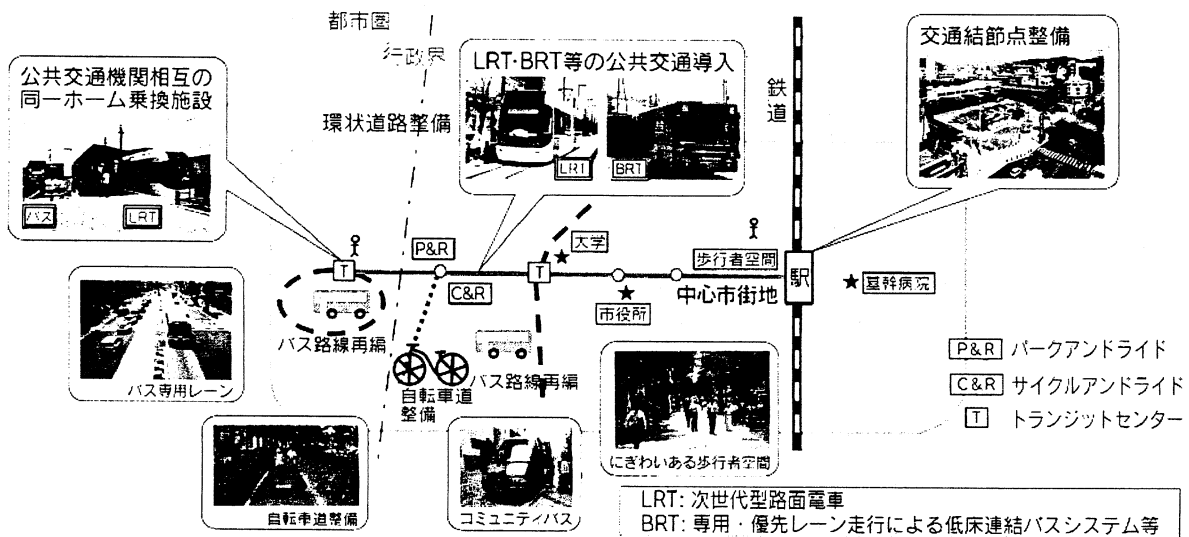 都市圏
行政界
環状道路整備
公共交通機関相互の
同一ホーム乗換施設
バス
LRT
LRT・BRT等の公共交通導入
LRT
BRT
鉄道
交通結節点整備
P&R
C&R
T
T
大学
市役所
歩行者空間
中心市街地
駅
基幹病院
バス路線再編
バス専用レーン
自転車道
整備
バス路線再編
自転車道整備
コミュニティバス
にぎわいある歩行者空間
P&R パークアンドライド
C&R サイクルアンドライド
T トランジットセンター
LRT: 次世代型路面電車
BRT: 専用・優先レーン走行による低床連結バスシステム等